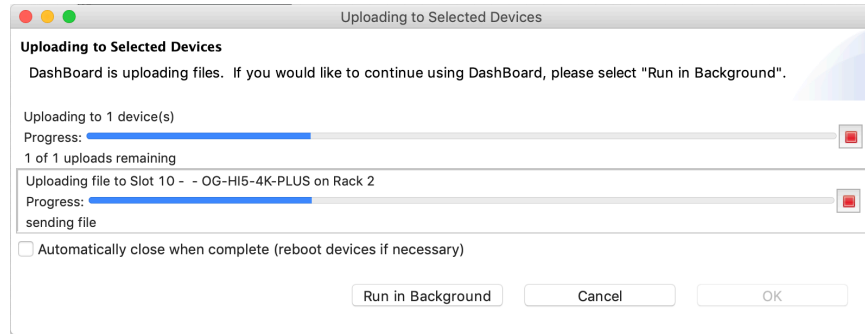 Uploading to Selected Devices
Uploading to Selected Devices
DashBoard is uploading files.  If you would like to continue using DashBoard, please select "Run in Background".
Uploading to 1 device(s)
Progress:
1 of 1 uploads remaining
Uploading file to Slot 10 -  - OG-HI5-4K-PLUS on Rack 2
Progress:
sending file
Automatically close when complete (reboot devices if necessary)
Run in Background Cancel OK